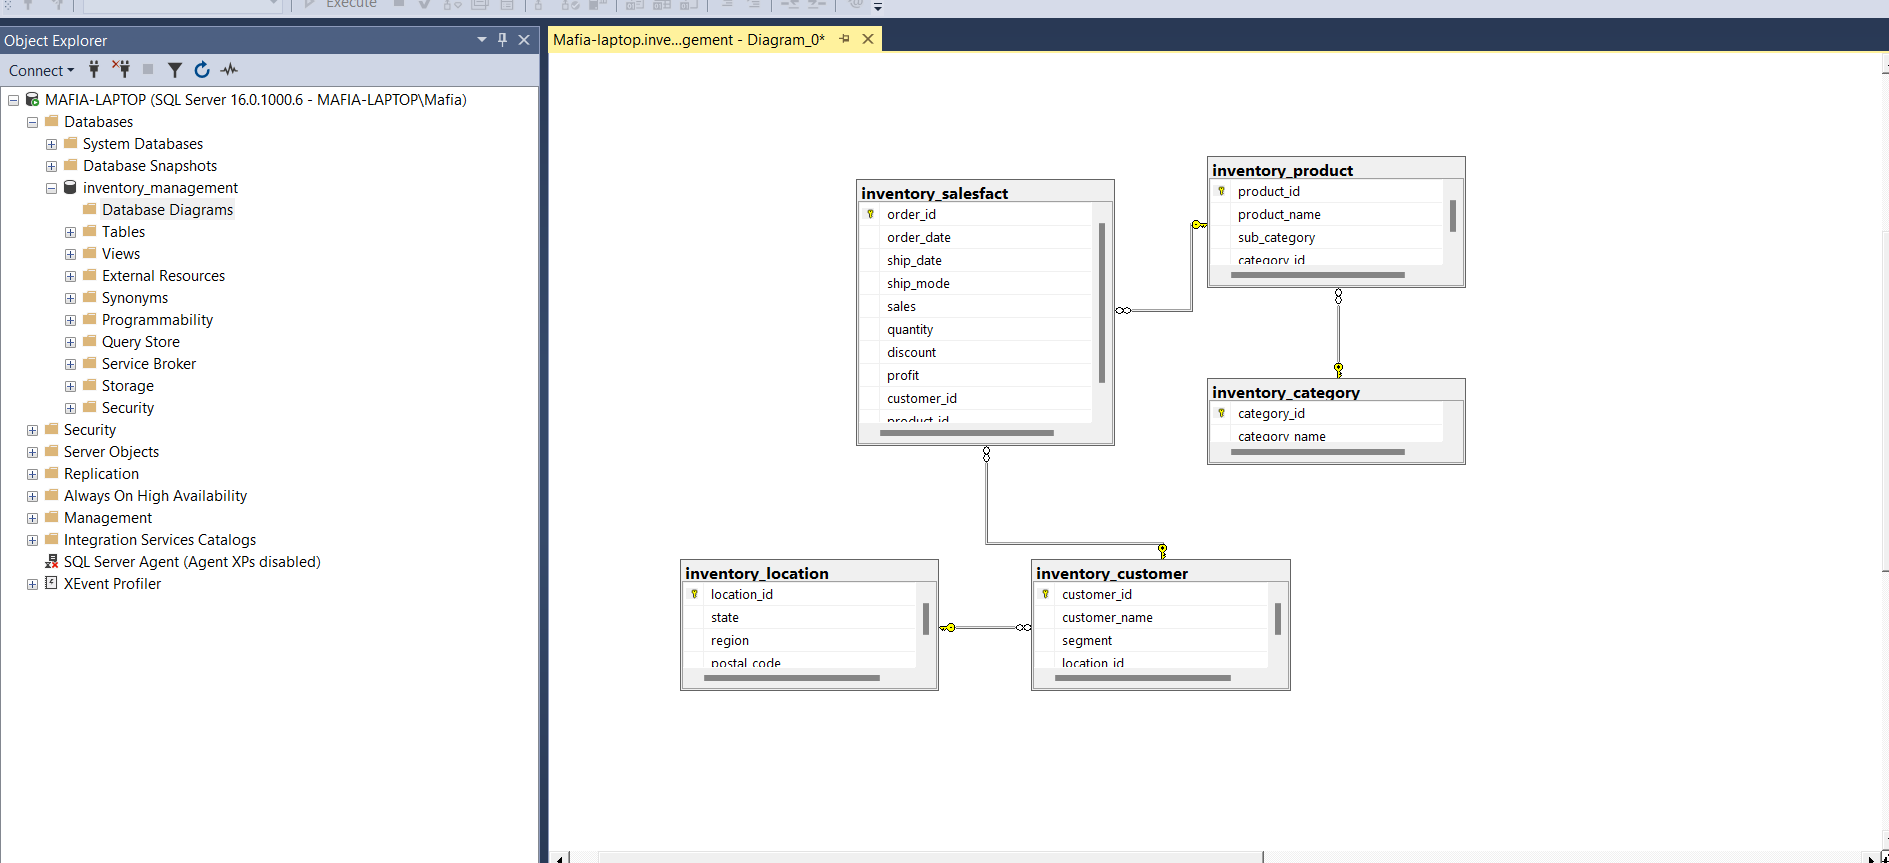 Execute
Object Explorer
Connect
MAFIA-LAPTOP (SQL Server 16.0.1000.6 - MAFIA-LAPTOP\Mafia)
Databases
System Databases
Database Snapshots
inventory_management
Database Diagrams
Tables
Views
External Resources
Synonyms
Programmability
Query Store
Service Broker
Storage
Security
Security
Server Objects
Replication
Always On High Availability
Management
Integration Services Catalogs
SQL Server Agent (Agent XPs disabled)
XEvent Profiler
Mafia-laptop.inve...gement - Diagram_0*
inventory_salesfact
order_id
order_date
ship_date
ship_mode
sales
quantity
discount
profit
customer_id
product_id
inventory_product
product_id
product_name
sub_category
category_id
inventory_category
category_id
category_name
inventory_location
location_id
state
region
postal_code
inventory_customer
customer_id
customer_name
segment
location_id